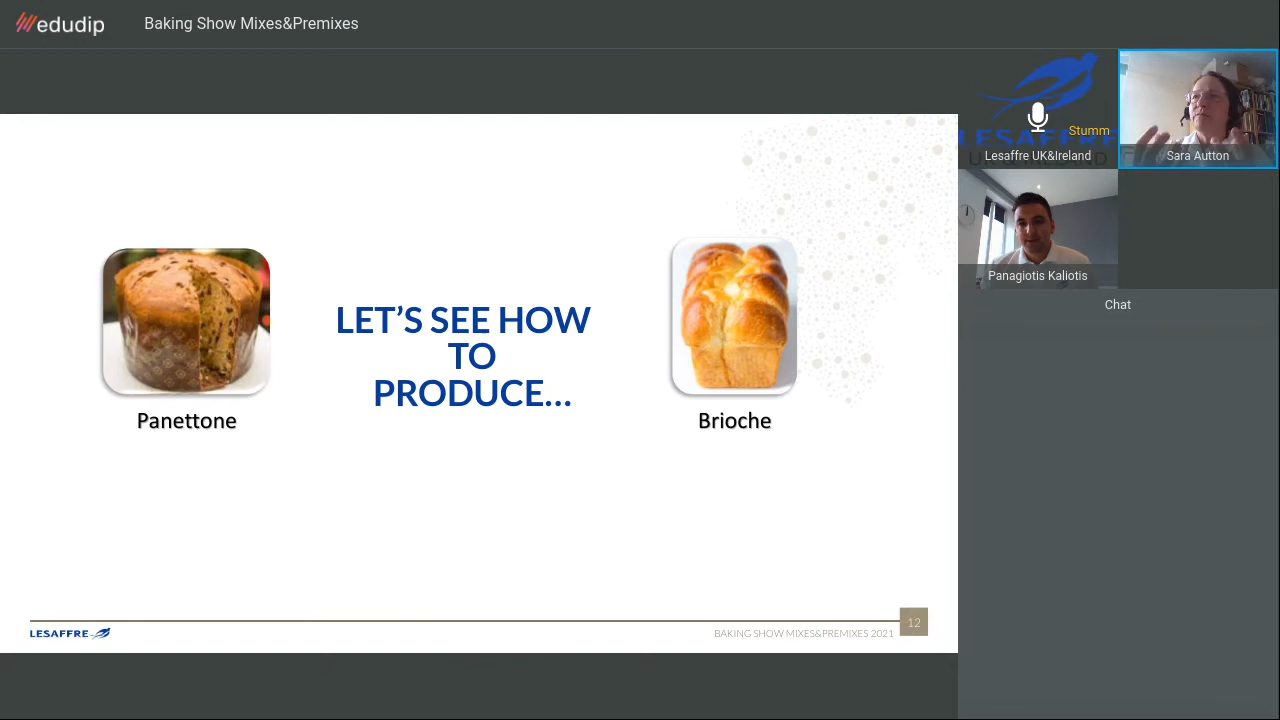 edudip
Baking Show Mixes&Premixes
LESAFFRE
Stumm
Lesaffre UK&Ireland
Sara Autton
Panagiotis Kaliotis
Chat
LET’S SEE HOW
TO
PRODUCE...
Panettone
Brioche
LESAFFRE
BAKING SHOW MIXES&PREMIXES 2021
12